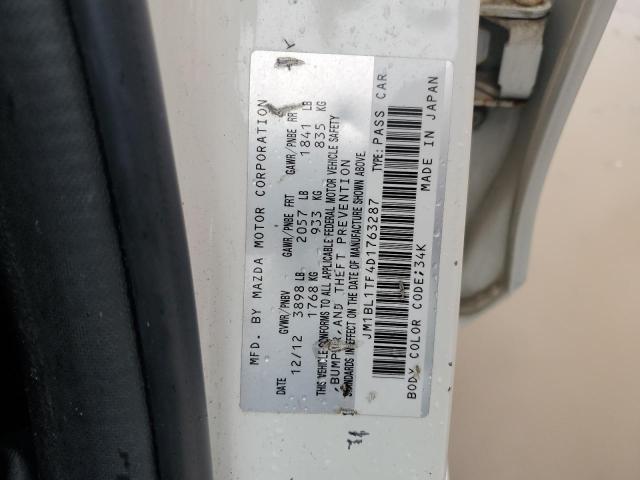 MFD. BY MAZDA MOTOR CORPORATION
DATE GVWR/PNBV GAWR/PNBE FRT GAWR/PNBE RR
12/12 3898 LB 2057 LB 1841 LB
1768 KG 933 KG 835 KG
THIS VEHICLE CONFORMS TO ALL APPLICABLE FEDERAL MOTOR VEHICLE SAFETY
,BUMPER, AND THEFT PREVENTION
STANDARDS IN EFFECT ON THE DATE OF MANUFACTURE SHOWN ABOVE.
JM1BL1TF4D1763287 TYPE: PASS CAR
BODY COLOR CODE;34K MADE IN JAPAN